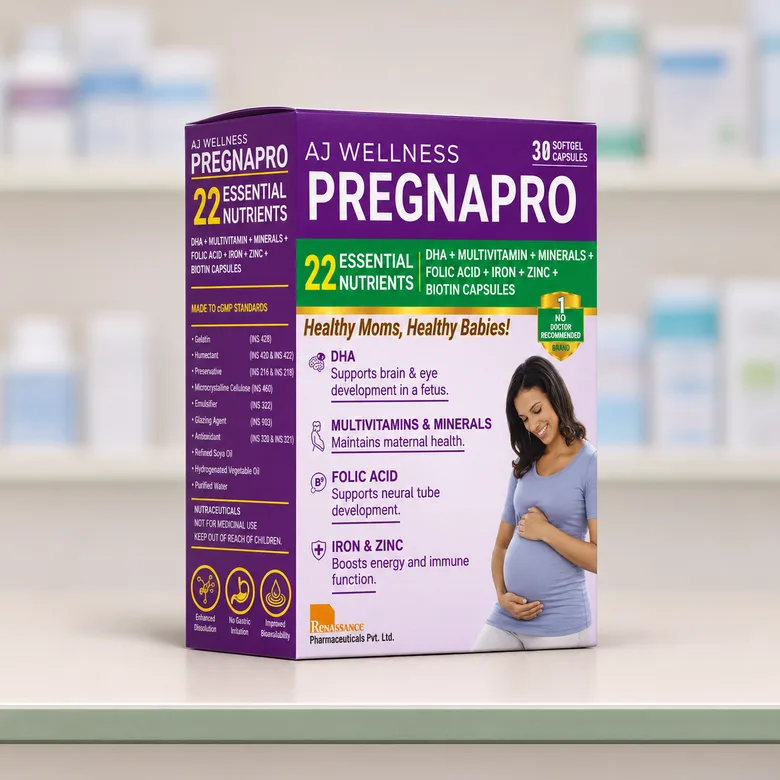 AJ WELLNESS
PREGNAPRO
22 ESSENTIAL
NUTRIENTS
DHA + MULTIVITAMIN + MINERALS +
FOLIC ACID + IRON + ZINC +
BIOTIN CAPSULES
MADE TO cGMP STANDARDS
• Gelatin (INS 428)
• Humectant (INS 420 & INS 422)
• Preservative (INS 216 & INS 218)
• Microcrystalline Cellulose (INS 460)
• Emulsifier (INS 322)
• Glazing Agent (INS 903)
• Antioxidant (INS 320 & INS 321)
• Refined Soya Oil
• Hydrogenated Vegetable Oil
• Purified Water
NUTRACEUTICALS
NOT FOR MEDICINAL USE
KEEP OUT OF REACH OF CHILDREN.
Enhanced
Dissolution
No Gastric
Irritation
Improved
Bioavailability
AJ WELLNESS
30 SOFTGEL
CAPSULES
PREGNAPRO
22 ESSENTIAL
NUTRIENTS
DHA + MULTIVITAMIN + MINERALS +
FOLIC ACID + IRON + ZINC +
BIOTIN CAPSULES
Healthy Moms, Healthy Babies!
1
NO
DOCTOR
RECOMMENDED
BRAND
DHA
Supports brain & eye
development in a fetus.
MULTIVITAMINS & MINERALS
Maintains maternal health.
FOLIC ACID
Supports neural tube
development.
IRON & ZINC
Boosts energy and immune
function.
RENASSANCE
Pharmaceuticals Pvt. Ltd.